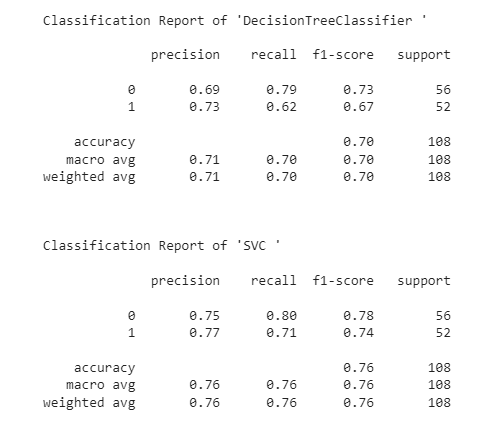 Classification Report of 'DecisionTreeClassifier '
precision recall f1-score support
0 0.69 0.79 0.73 56
1 0.73 0.62 0.67 52
accuracy 0.70 108
macro avg 0.71 0.70 0.70 108
weighted avg 0.71 0.70 0.70 108
Classification Report of 'SVC '
precision recall f1-score support
0 0.75 0.80 0.78 56
1 0.77 0.71 0.74 52
accuracy 0.76 108
macro avg 0.76 0.76 0.76 108
weighted avg 0.76 0.76 0.76 108